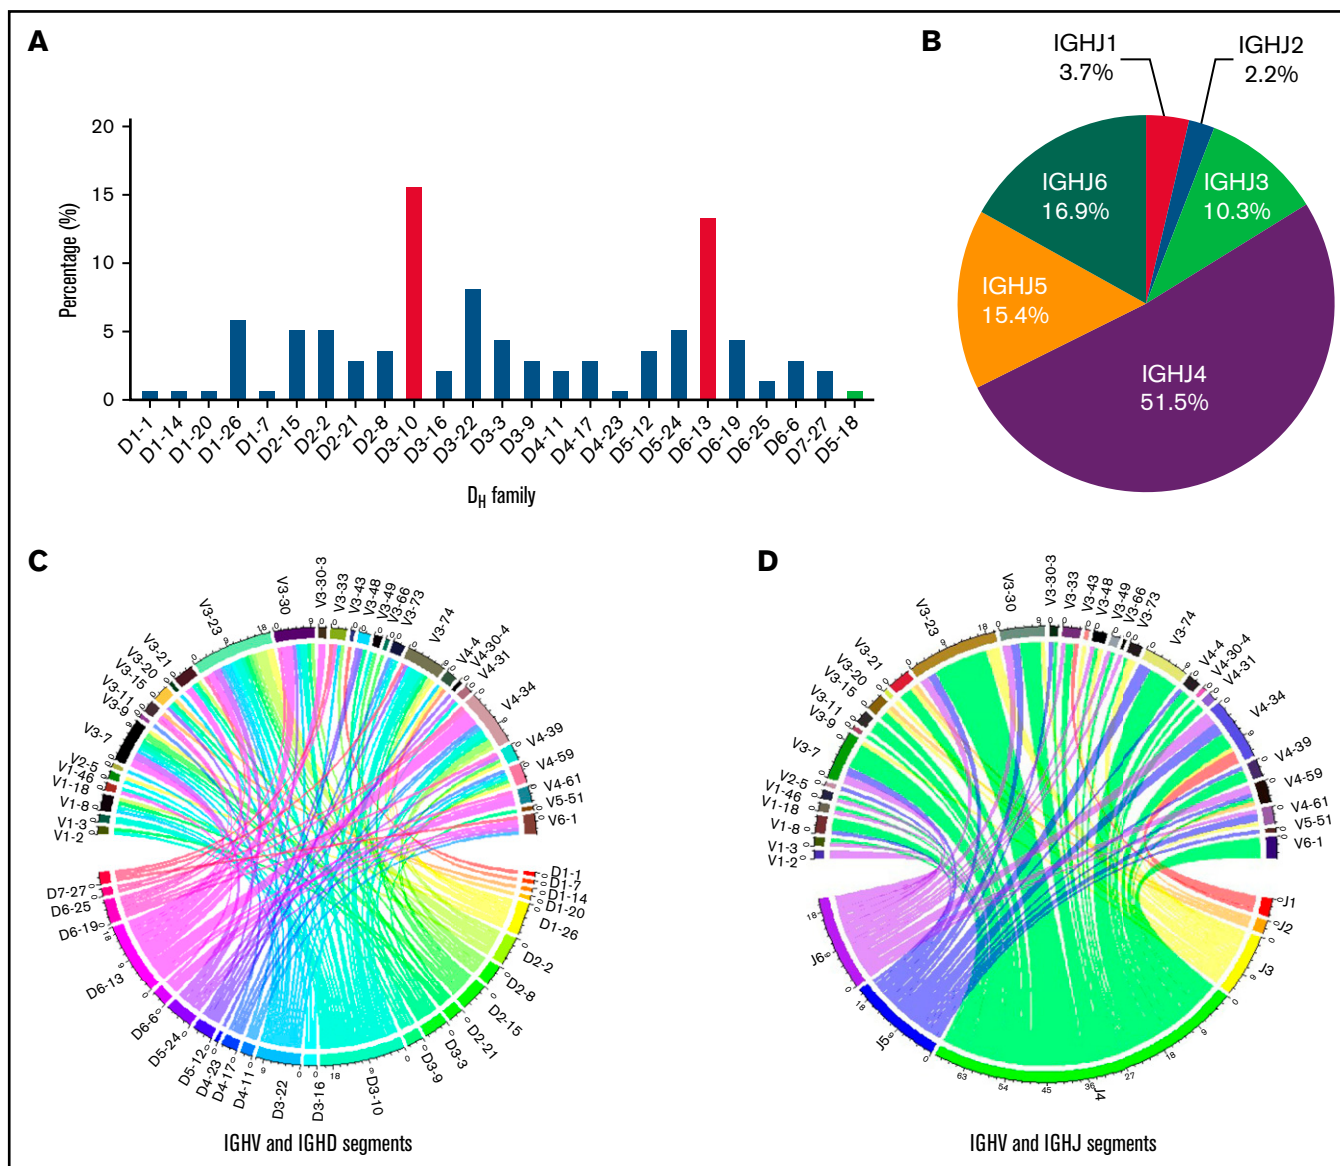 A
Percentage (%)
20
15
10
5
0
D1-1
D1-14
D1-20
D1-26
D1-7
D2-15
D2-2
D2-21
D2-8
D3-10
D3-16
D3-22
D3-3
D3-9
D4-11
D4-17
D4-23
D5-12
D5-24
D6-13
D6-19
D6-25
D6-6
D7-27
D5-18
DH family
B
IGHJ1
3.7%
IGHJ2
2.2%
IGHJ3
10.3%
IGHJ4
51.5%
IGHJ5
15.4%
IGHJ6
16.9%
C
V1-2
V1-3
V1-8
V1-18
V1-46
V2-5
V3-7
V3-9
V3-11
V3-15
V3-20
V3-21
V3-23
V3-30
V3-30-3
V3-33
V3-43
V3-48
V3-49
V3-66
V3-73
V3-74
V4-4
V4-30-4
V4-31
V4-34
V4-39
V4-59
V4-61
V5-51
V6-1
D1-1
D1-7
D1-14
D1-20
D1-26
D2-2
D2-8
D2-15
D2-21
D3-3
D3-9
D3-10
D3-16
D3-22
D4-11
D4-17
D4-23
D5-12
D5-24
D6-6
D6-13
D6-19
D6-25
D7-27
IGHV and IGHD segments
D
V1-2
V1-3
V1-8
V1-18
V1-46
V2-5
V3-7
V3-9
V3-11
V3-15
V3-20
V3-21
V3-23
V3-30
V3-30-3
V3-33
V3-43
V3-48
V3-49
V3-66
V3-73
V3-74
V4-4
V4-30-4
V4-31
V4-34
V4-39
V4-59
V4-61
V5-51
V6-1
J1
J2
J3
J4
J5
J6
0
9
18
27
36
45
54
63
IGHV and IGHJ segments